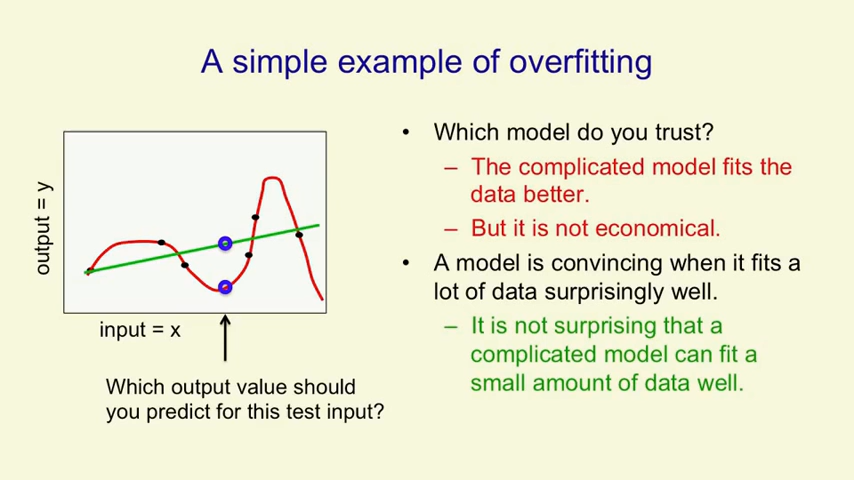 A simple example of overfitting
output = y
input = x
Which output value should
you predict for this test input?
• Which model do you trust?
– The complicated model fits the
data better.
– But it is not economical.
• A model is convincing when it fits a
lot of data surprisingly well.
– It is not surprising that a
complicated model can fit a
small amount of data well.